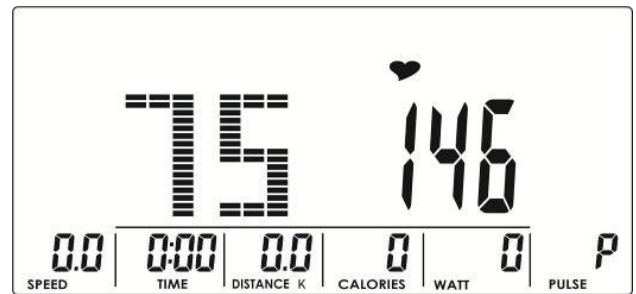 75 146
0.0 0:00 0.0 0 0 P
SPEED TIME DISTANCE K CALORIES WATT PULSE